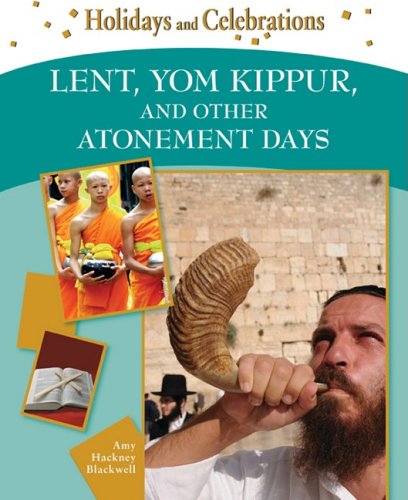 Holidays and Celebrations
LENT, YOM KIPPUR,
AND OTHER
ATONEMENT DAYS
Amy
Hackney
Blackwell